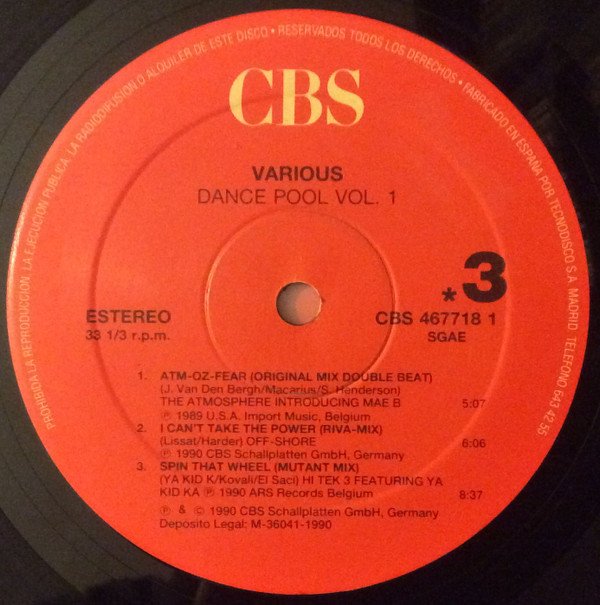 PROHIBIDA LA REPRODUCCION, LA EJECUCION PUBLICA, LA RADIODIFUSION O ALQUILER DE ESTE DISCO • RESERVADOS TODOS LOS DERECHOS • FABRICADO EN ESPAÑA POR TECNODISCO S.A. MADRID. TELEFONO 643 42 55
CBS
VARIOUS
DANCE POOL VOL. 1
ESTEREO
33 1/3 r.p.m.
*3
CBS 467718 1
SGAE
1. ATM-OZ-FEAR (ORIGINAL MIX DOUBLE BEAT)
(J. Van Den Bergh/Macarius/S. Henderson)
THE ATMOSPHERE INTRODUCING MAE B 5:07
℗ 1989 U.S.A. Import Music, Belgium
2. I CAN'T TAKE THE POWER (RIVA-MIX)
(Lissat/Harder) OFF-SHORE 6:06
℗ 1990 CBS Schallplatten GmbH, Germany
3. SPIN THAT WHEEL (MUTANT MIX)
(YA KID K/Kovali/El Saci) HI TEK 3 FEATURING YA
KID KA ℗ 1990 ARS Records Belgium 8:37
℗ & © 1990 CBS Schallplatten GmbH, Germany
Deposito Legal: M-36041-1990